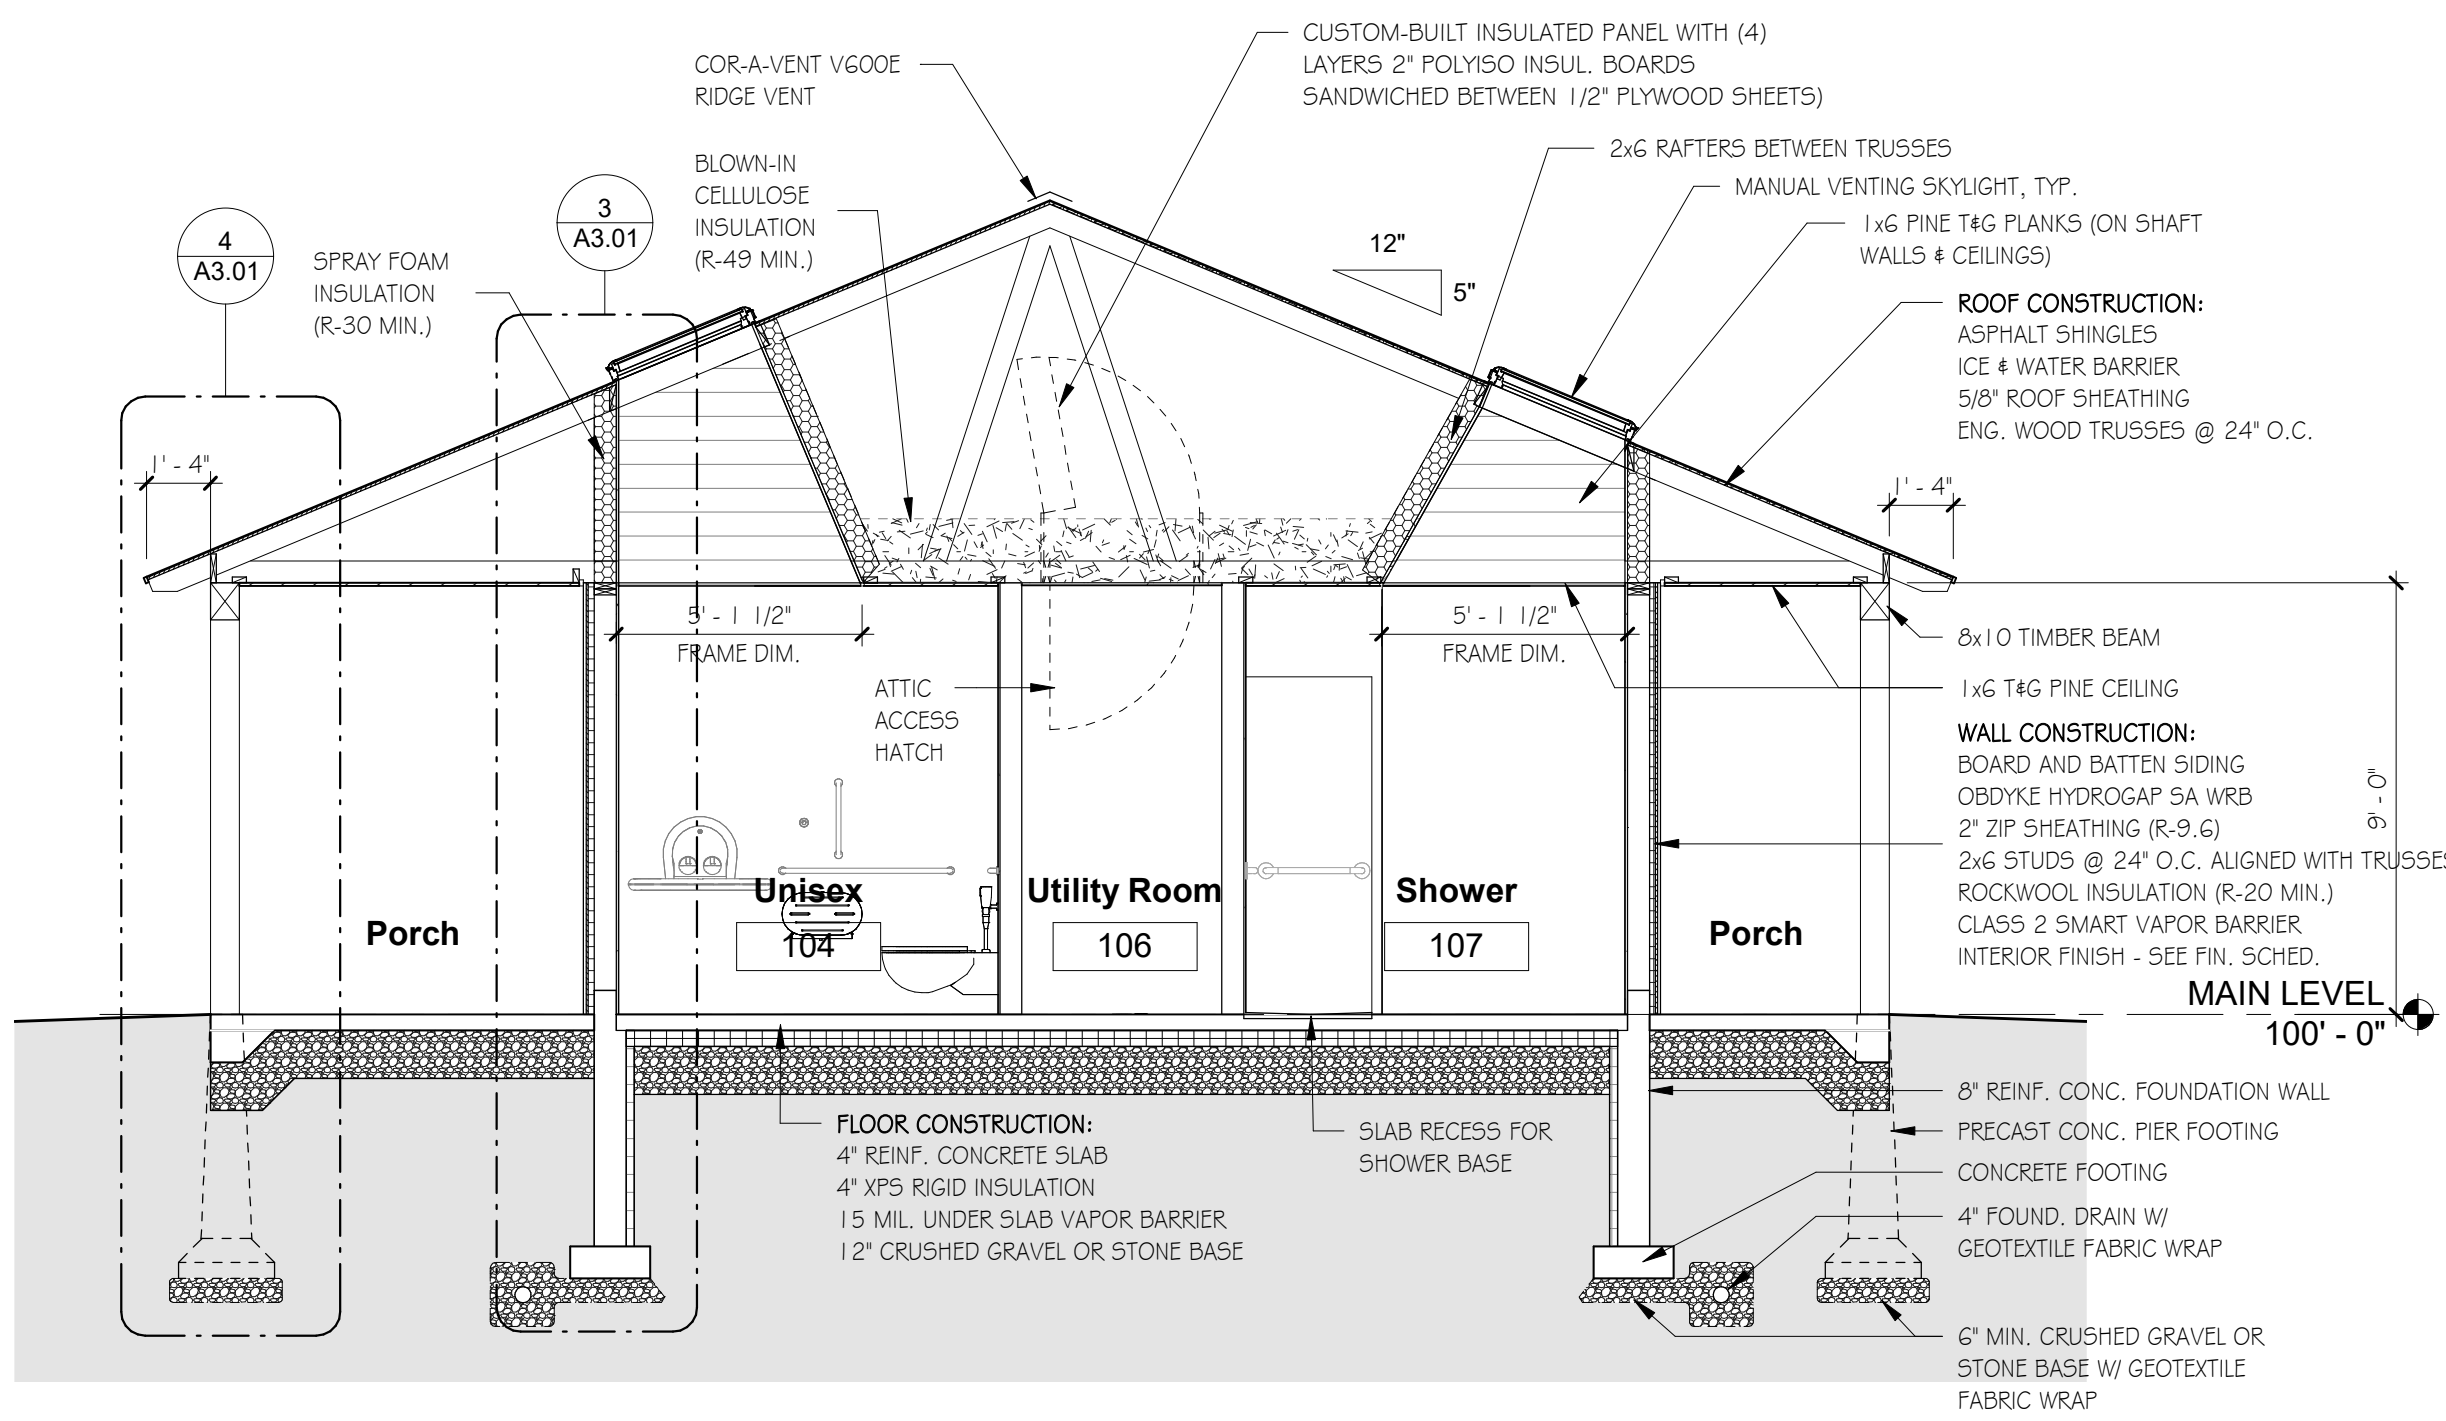 CUSTOM-BUILT INSULATED PANEL WITH (4)
LAYERS 2" POLYISO INSUL. BOARDS
SANDWICHED BETWEEN 1/2" PLYWOOD SHEETS)
COR-A-VENT V600E
RIDGE VENT
2x6 RAFTERS BETWEEN TRUSSES
BLOWN-IN
CELLULOSE
INSULATION
(R-49 MIN.)
MANUAL VENTING SKYLIGHT, TYP.
3
A3.01
4
A3.01
1x6 PINE T&G PLANKS (ON SHAFT
WALLS & CEILINGS)
SPRAY FOAM
INSULATION
(R-30 MIN.)
12"
5"
ROOF CONSTRUCTION:
ASPHALT SHINGLES
ICE & WATER BARRIER
5/8" ROOF SHEATHING
ENG. WOOD TRUSSES @ 24" O.C.
1' - 4"
1' - 4"
5' - 1 1/2"
FRAME DIM.
5' - 1 1/2"
FRAME DIM.
8x10 TIMBER BEAM
ATTIC
ACCESS
HATCH
1x6 T&G PINE CEILING
WALL CONSTRUCTION:
BOARD AND BATTEN SIDING
OBDYKE HYDROGAP SA WRB
2" ZIP SHEATHING (R-9.6)
2x6 STUDS @ 24" O.C. ALIGNED WITH TRUSSES
ROCKWOOL INSULATION (R-20 MIN.)
CLASS 2 SMART VAPOR BARRIER
INTERIOR FINISH - SEE FIN. SCHED.
9' - 0"
Porch
Unisex
104
Utility Room
106
Shower
107
Porch
MAIN LEVEL
100' - 0"
8" REINF. CONC. FOUNDATION WALL
PRECAST CONC. PIER FOOTING
CONCRETE FOOTING
4" FOUND. DRAIN W/
GEOTEXTILE FABRIC WRAP
FLOOR CONSTRUCTION:
4" REINF. CONCRETE SLAB
4" XPS RIGID INSULATION
15 MIL. UNDER SLAB VAPOR BARRIER
12" CRUSHED GRAVEL OR STONE BASE
SLAB RECESS FOR
SHOWER BASE
6" MIN. CRUSHED GRAVEL OR
STONE BASE W/ GEOTEXTILE
FABRIC WRAP